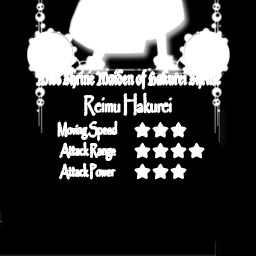 Shrine Maiden of Hakurei Shrine
Reimu Hakurei
Moving Speed ★★★
Attack Range ★★★★
Attack Power ★★★